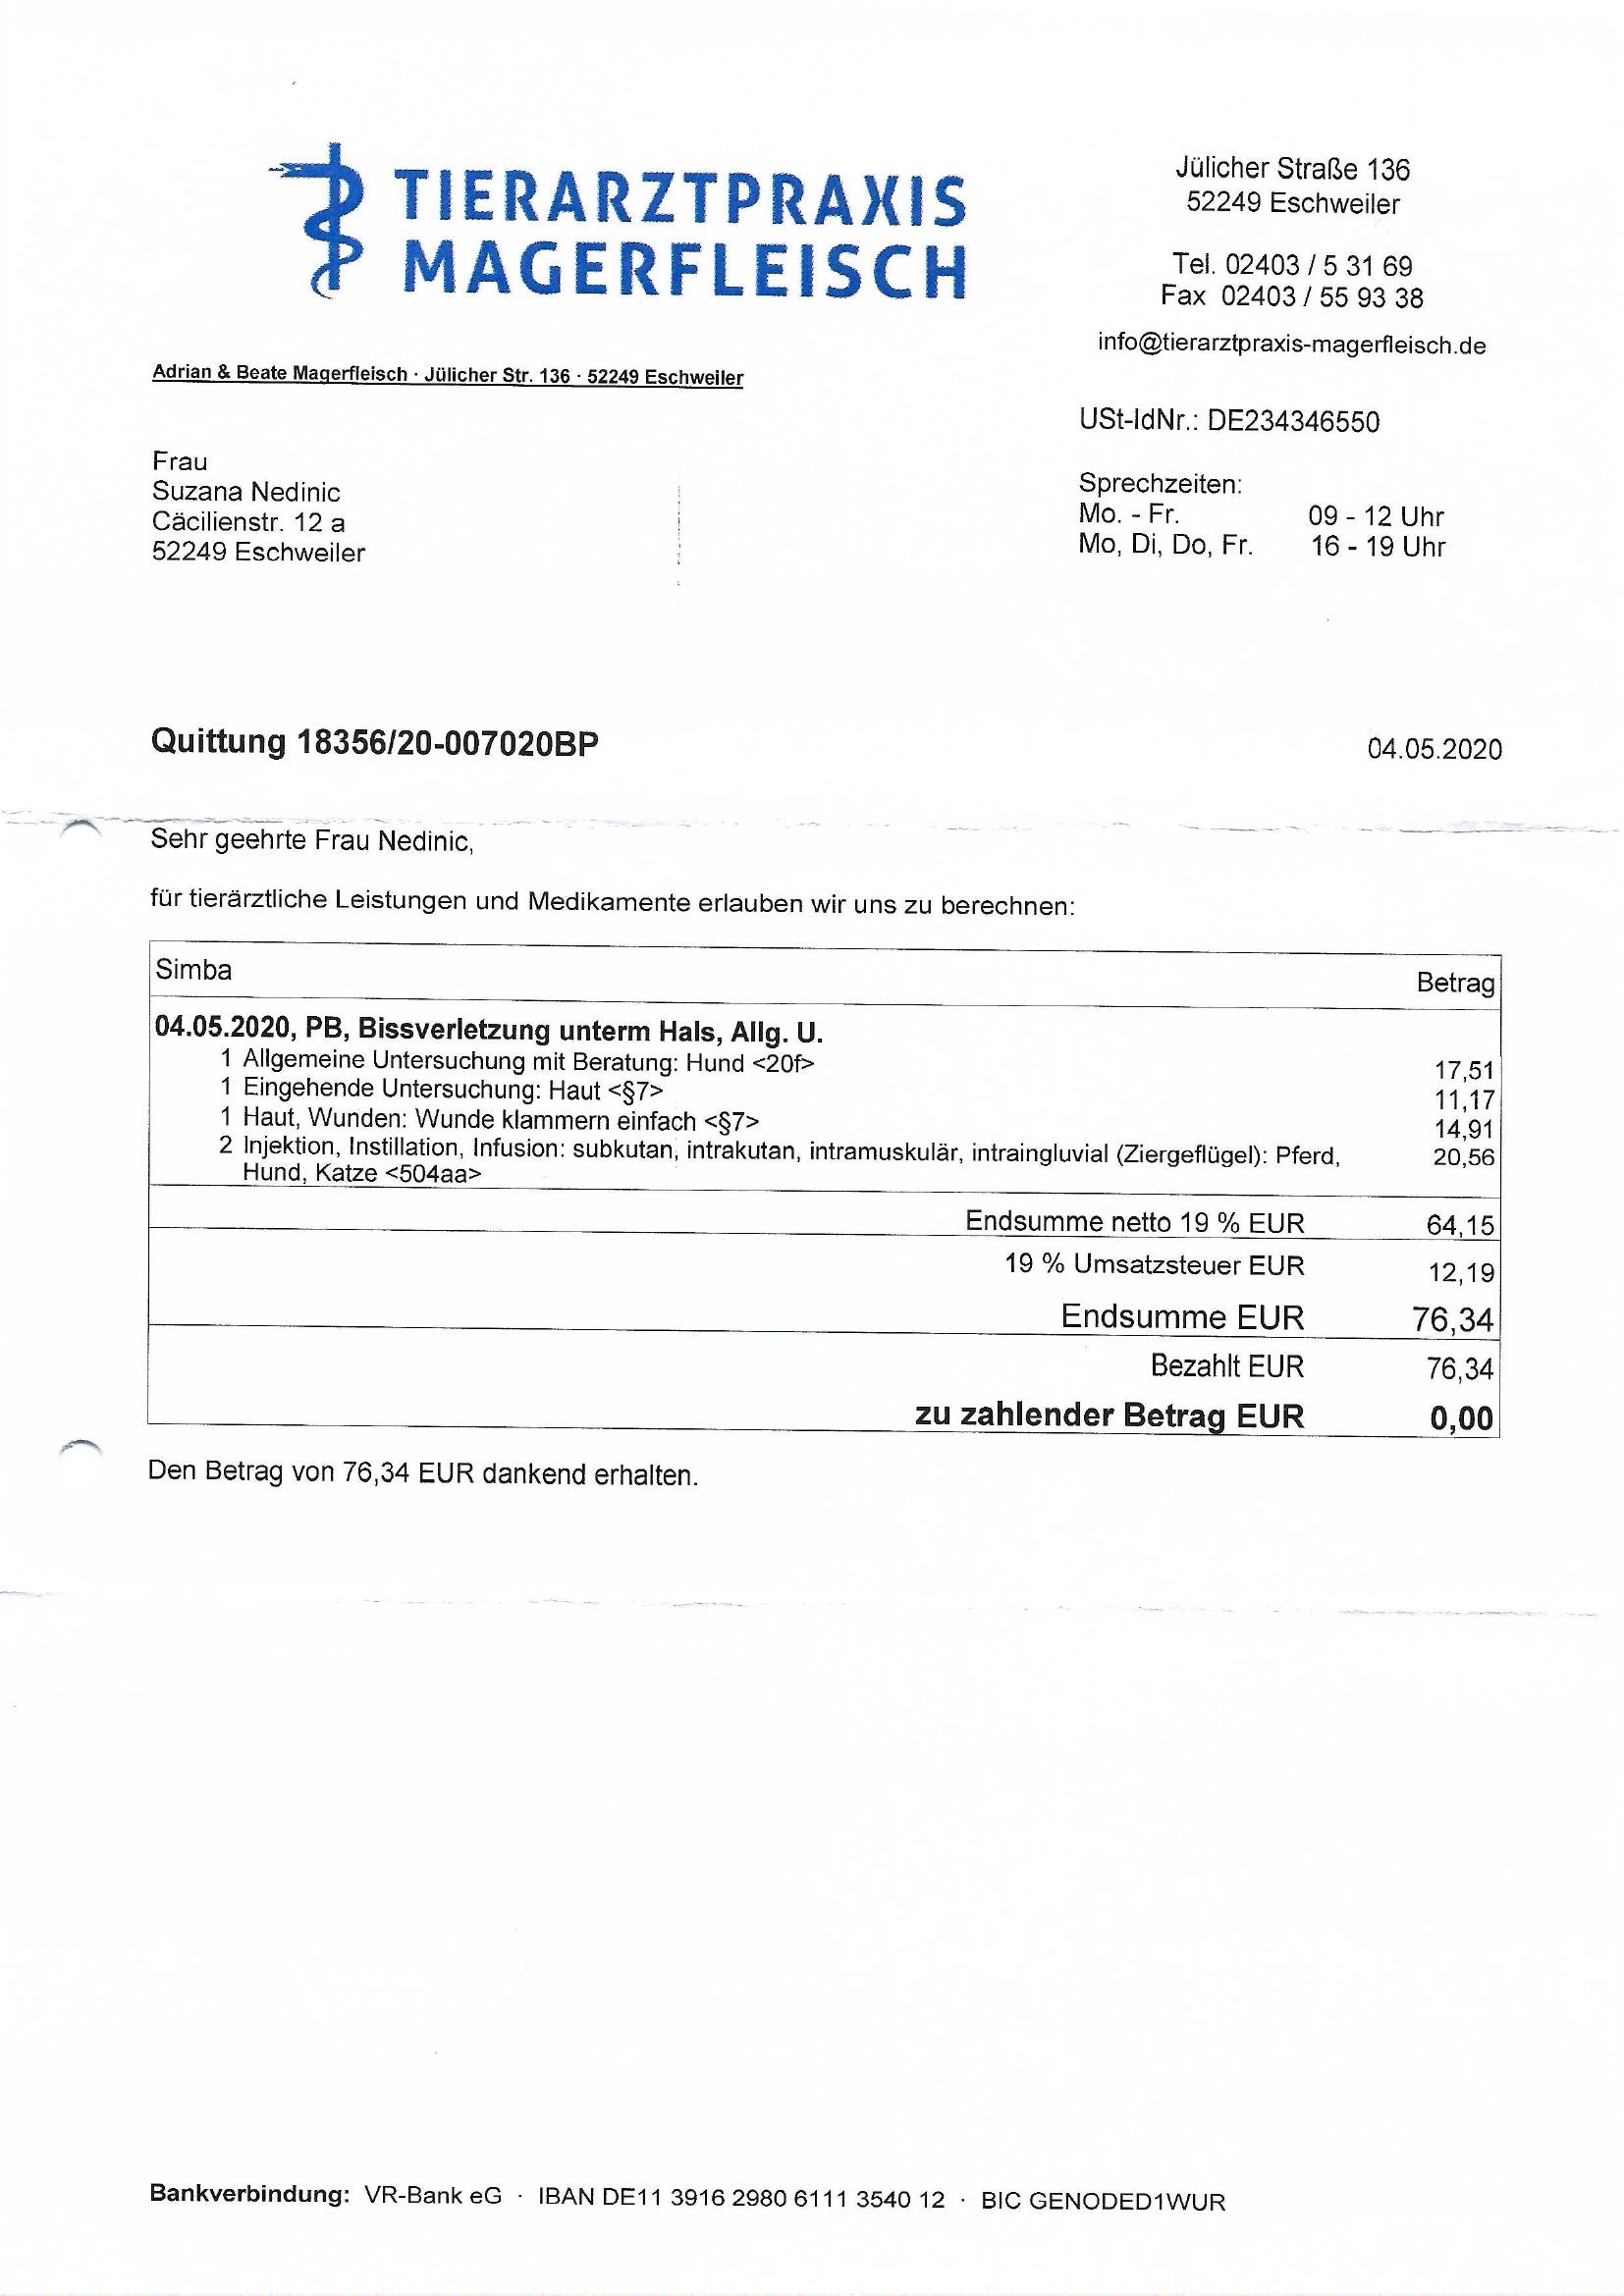 TIERARZTPRAXIS
MAGERFLEISCH
Jülicher Straße 136
52249 Eschweiler
Tel. 02403 / 5 31 69
Fax 02403 / 55 93 38
info@tierarztpraxis-magerfleisch.de
Adrian & Beate Magerfleisch · Jülicher Str. 136 · 52249 Eschweiler
USt-IdNr.: DE234346550
Frau
Suzana Nedinic
Cäcilienstr. 12 a
52249 Eschweiler
Sprechzeiten:
Mo. - Fr. 09 - 12 Uhr
Mo, Di, Do, Fr. 16 - 19 Uhr
Quittung 18356/20-007020BP 04.05.2020
Sehr geehrte Frau Nedinic,
für tierärztliche Leistungen und Medikamente erlauben wir uns zu berechnen:
Simba Betrag
04.05.2020, PB, Bissverletzung unterm Hals, Allg. U.
1 Allgemeine Untersuchung mit Beratung: Hund <20f> 17,51
1 Eingehende Untersuchung: Haut <§7> 11,17
1 Haut, Wunden: Wunde klammern einfach <§7> 14,91
2 Injektion, Instillation, Infusion: subkutan, intrakutan, intramuskulär, intraingluvial (Ziergeflügel): Pferd, 20,56
Hund, Katze <504aa>
Endsumme netto 19 % EUR 64,15
19 % Umsatzsteuer EUR 12,19
Endsumme EUR 76,34
Bezahlt EUR 76,34
zu zahlender Betrag EUR 0,00
Den Betrag von 76,34 EUR dankend erhalten.
Bankverbindung: VR-Bank eG · IBAN DE11 3916 2980 6111 3540 12 · BIC GENODED1WUR